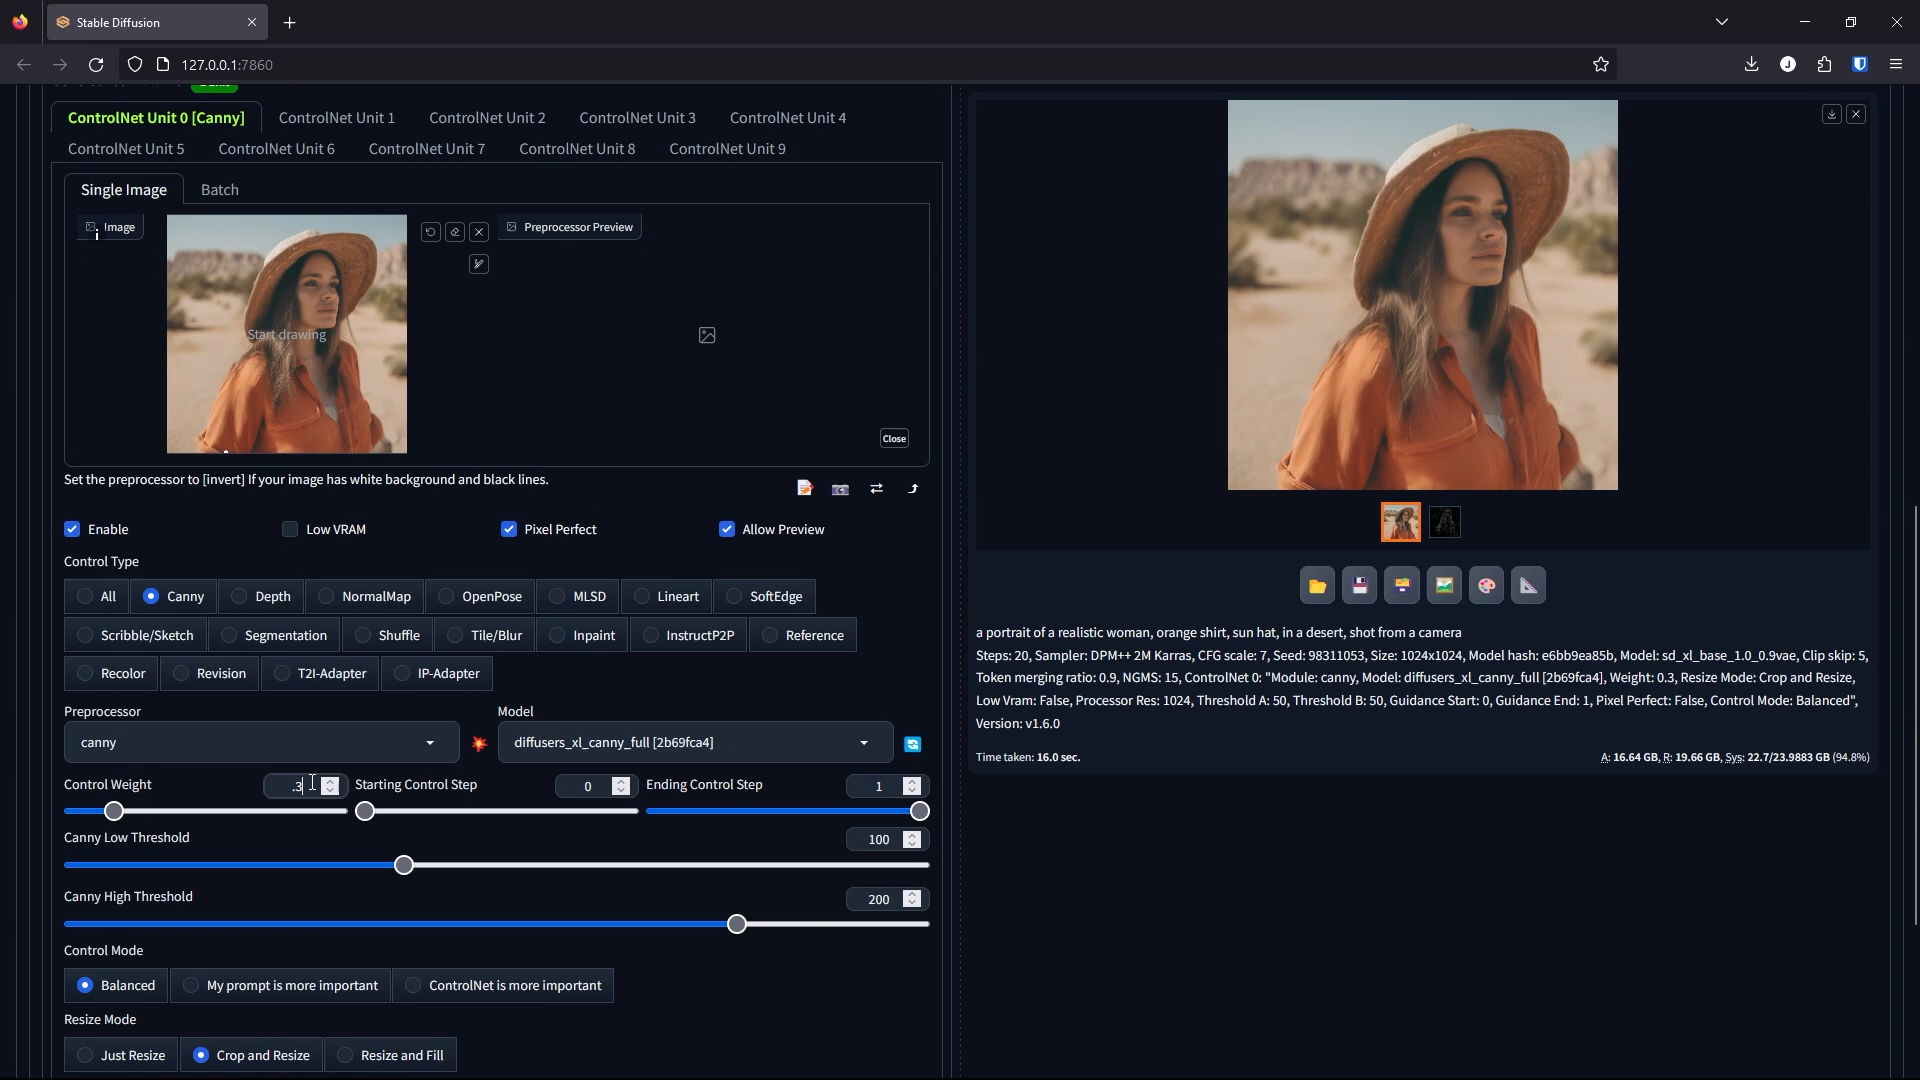 Stable Diffusion
127.0.0.1:7860
ControlNet Unit 0 [Canny]
ControlNet Unit 1
ControlNet Unit 2
ControlNet Unit 3
ControlNet Unit 4
ControlNet Unit 5
ControlNet Unit 6
ControlNet Unit 7
ControlNet Unit 8
ControlNet Unit 9
Single Image
Batch
Image
Preprocessor Preview
Start drawing
Close
Set the preprocessor to [invert] If your image has white background and black lines.
Enable
Low VRAM
Pixel Perfect
Allow Preview
Control Type
All
Canny
Depth
NormalMap
OpenPose
MLSD
Lineart
SoftEdge
Scribble/Sketch
Segmentation
Shuffle
Tile/Blur
Inpaint
InstructP2P
Reference
Recolor
Revision
T2I-Adapter
IP-Adapter
Preprocessor
Model
canny
diffusers_xl_canny_full [2b69fca4]
Control Weight
.3
Starting Control Step
0
Ending Control Step
1
Canny Low Threshold
100
Canny High Threshold
200
Control Mode
Balanced
My prompt is more important
ControlNet is more important
Resize Mode
Just Resize
Crop and Resize
Resize and Fill
a portrait of a realistic woman, orange shirt, sun hat, in a desert, shot from a camera
Steps: 20, Sampler: DPM++ 2M Karras, CFG scale: 7, Seed: 98311053, Size: 1024x1024, Model hash: e6bb9ea85b, Model: sd_xl_base_1.0_0.9vae, Clip skip: 5,
Token merging ratio: 0.9, NGMS: 15, ControlNet 0: "Module: canny, Model: diffusers_xl_canny_full [2b69fca4], Weight: 0.3, Resize Mode: Crop and Resize,
Low Vram: False, Processor Res: 1024, Threshold A: 50, Threshold B: 50, Guidance Start: 0, Guidance End: 1, Pixel Perfect: False, Control Mode: Balanced",
Version: v1.6.0
Time taken: 16.0 sec.
A: 16.64 GB, R: 19.66 GB, Sys: 22.7/23.9883 GB (94.8%)